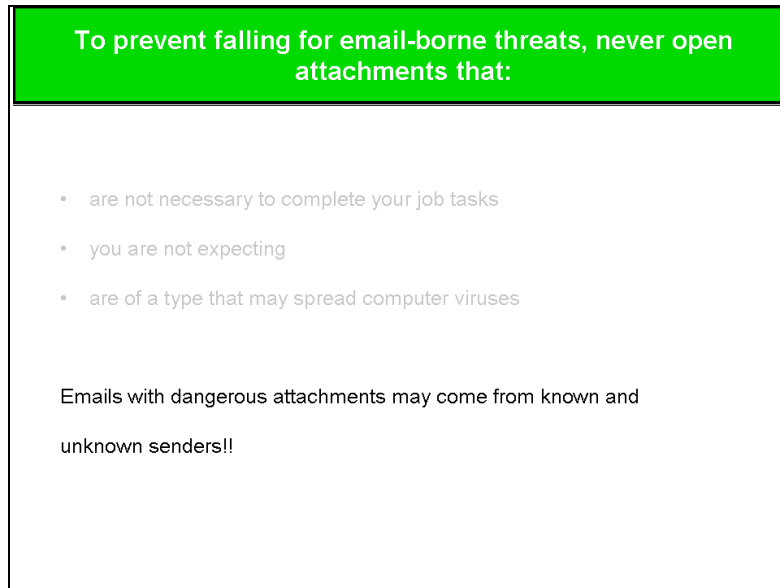 To prevent falling for email-borne threats, never open
attachments that:
• are not necessary to complete your job tasks
• you are not expecting
• are of a type that may spread computer viruses
Emails with dangerous attachments may come from known and
unknown senders!!